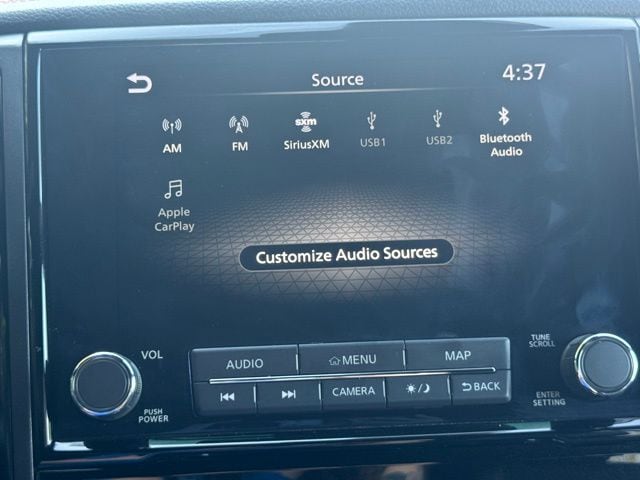 Source
4:37
AM
FM
sxm
SiriusXM
USB1
USB2
Bluetooth
Audio
Apple
CarPlay
Customize Audio Sources
VOL
PUSH
POWER
AUDIO
MENU
MAP
CAMERA
BACK
TUNE
SCROLL
ENTER
SETTING